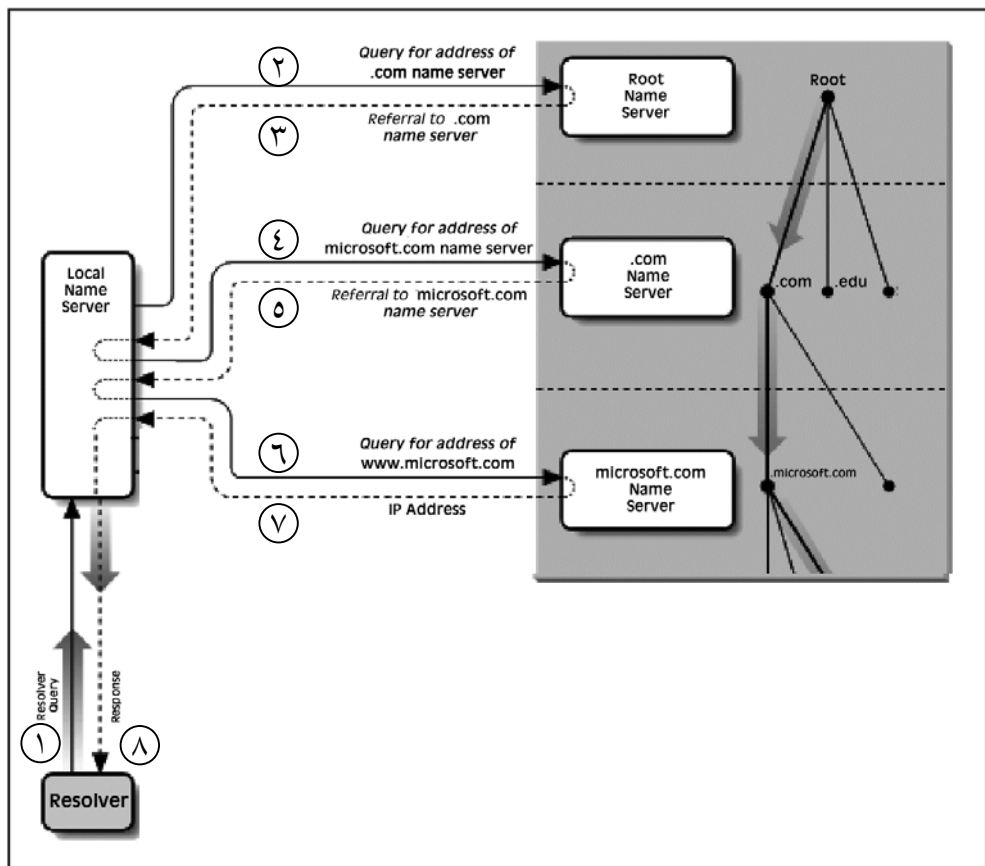 ٢
Query for address of
.com name server
٣
Referral to .com
name server
Root
Name
Server
Root
٤
Query for address of
microsoft.com name server
٥
Referral to microsoft.com
name server
.com
Name
Server
.com
.edu
Local
Name
Server
٦
Query for address of
www.microsoft.com
٧
IP Address
microsoft.com
Name
Server
.microsoft.com
Resolver
Query
Response
١
٨
Resolver